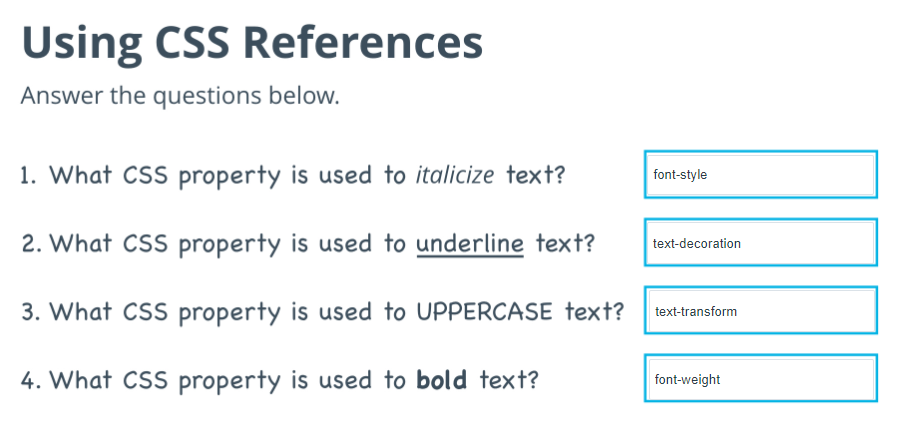 Using CSS References
Answer the questions below.
1. What CSS property is used to italicize text? font-style
2. What CSS property is used to underline text? text-decoration
3. What CSS property is used to UPPERCASE text? text-transform
4. What CSS property is used to bold text? font-weight